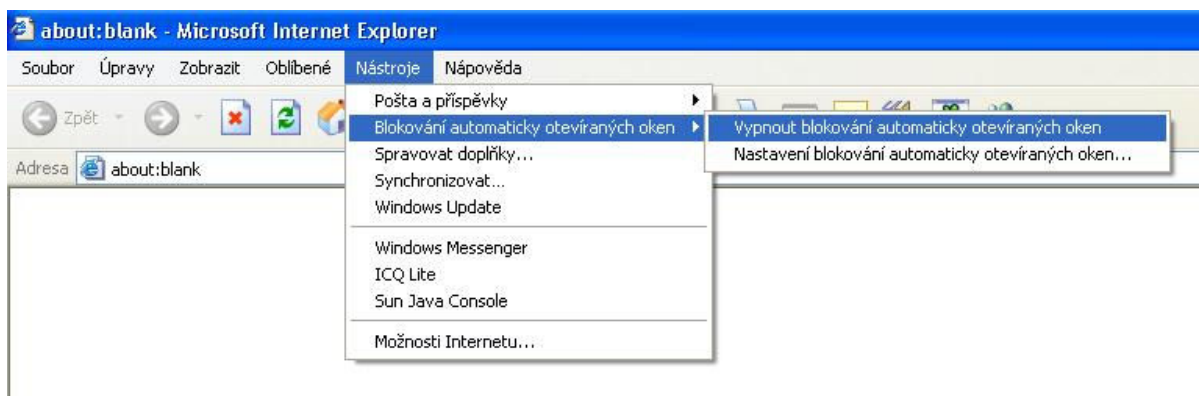 about:blank - Microsoft Internet Explorer
Soubor Úpravy Zobrazit Oblíbené Nástroje Nápověda
Zpět
Adresa about:blank
Pošta a příspěvky
Blokování automaticky otevíraných oken
Spravovat doplňky...
Synchronizovat...
Windows Update
Windows Messenger
ICQ Lite
Sun Java Console
Možnosti Internetu...
Vypnout blokování automaticky otevíraných oken
Nastavení blokování automaticky otevíraných oken...